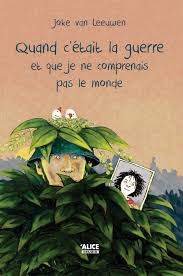 Joke van Leeuwen
Quand c'était la guerre
et que je ne comprenais
pas le monde
ALICE